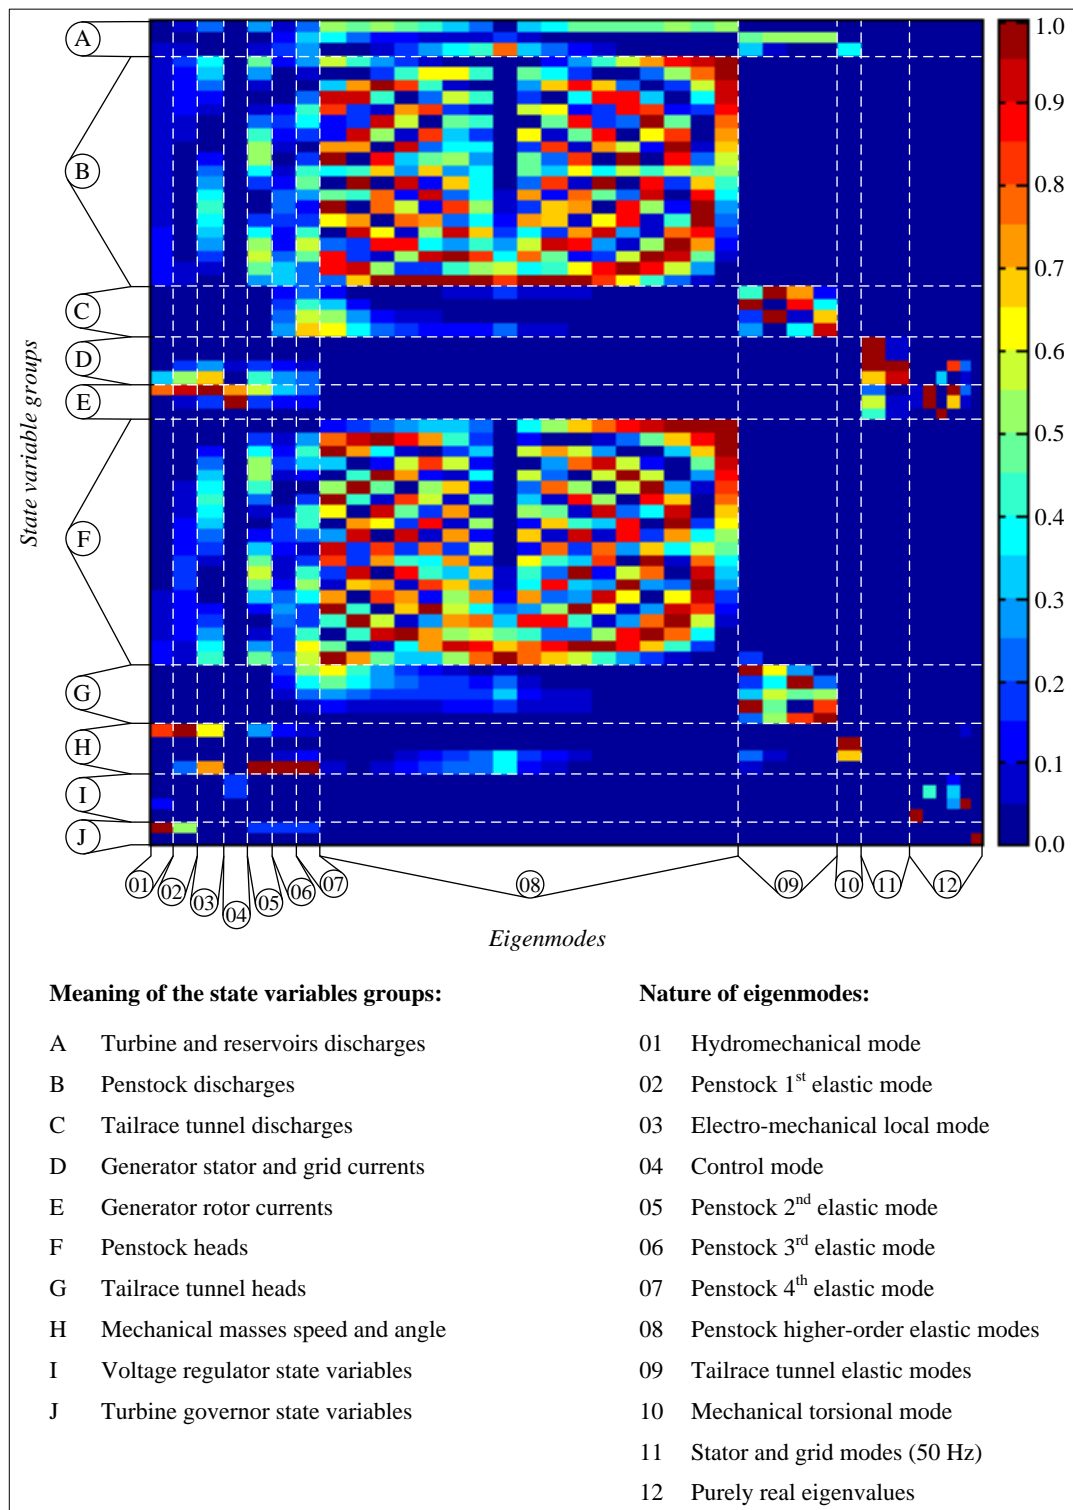 A
B
C
D
E
F
G
H
I
J
State variable groups
1.0
0.9
0.8
0.7
0.6
0.5
0.4
0.3
0.2
0.1
0.0
01 02 03 04 05 06 07 08 09 10 11 12
Eigenmodes
Meaning of the state variables groups:
A Turbine and reservoirs discharges
B Penstock discharges
C Tailrace tunnel discharges
D Generator stator and grid currents
E Generator rotor currents
F Penstock heads
G Tailrace tunnel heads
H Mechanical masses speed and angle
I Voltage regulator state variables
J Turbine governor state variables
Nature of eigenmodes:
01 Hydromechanical mode
02 Penstock 1st elastic mode
03 Electro-mechanical local mode
04 Control mode
05 Penstock 2nd elastic mode
06 Penstock 3rd elastic mode
07 Penstock 4th elastic mode
08 Penstock higher-order elastic modes
09 Tailrace tunnel elastic modes
10 Mechanical torsional mode
11 Stator and grid modes (50 Hz)
12 Purely real eigenvalues